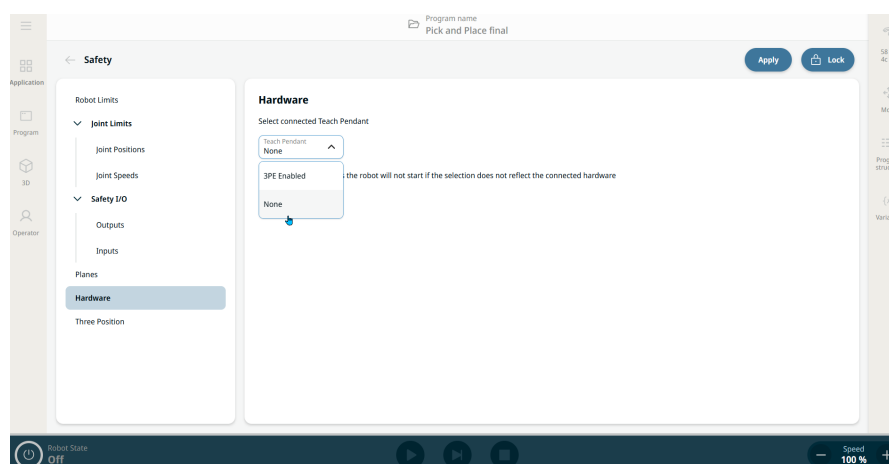 Program name
Pick and Place final
Application
Program
3D
Operator
Safety
Apply
Lock
Robot Limits
Joint Limits
Joint Positions
Joint Speeds
Safety I/O
Outputs
Inputs
Planes
Hardware
Three Position
Hardware
Select connected Teach Pendant
Teach Pendant
None
3PE Enabled
the robot will not start if the selection does not reflect the connected hardware
None
58
4c
Robot State
Off
Speed
100 %